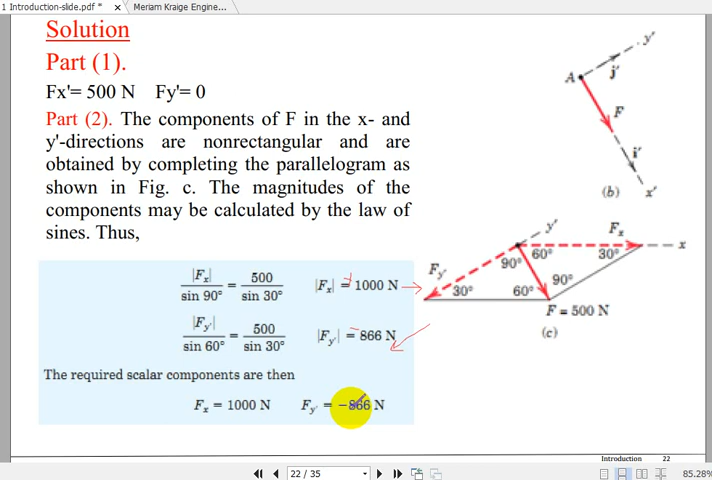 1 Introduction-slide.pdf * ×
Meriam Kraige Engine... ×
Solution
Part (1).
Fx'= 500 N Fy'= 0
Part (2). The components of F in the x- and
y'-directions are nonrectangular and are
obtained by completing the parallelogram as
shown in Fig. c. The magnitudes of the
components may be calculated by the law of
sines. Thus,
|Fx| / sin 90° = 500 / sin 30° |Fx| = 1000 N
|Fy'| / sin 60° = 500 / sin 30° |Fy'| = 866 N
The required scalar components are then
Fx = 1000 N Fy' = −866 N
y'
A
j'
F
i'
(b) x'
y' Fx
x
60° 30°
Fy' 90°
90°
30° 60°
F = 500 N
(c)
Introduction 22
22 / 35
85.28%